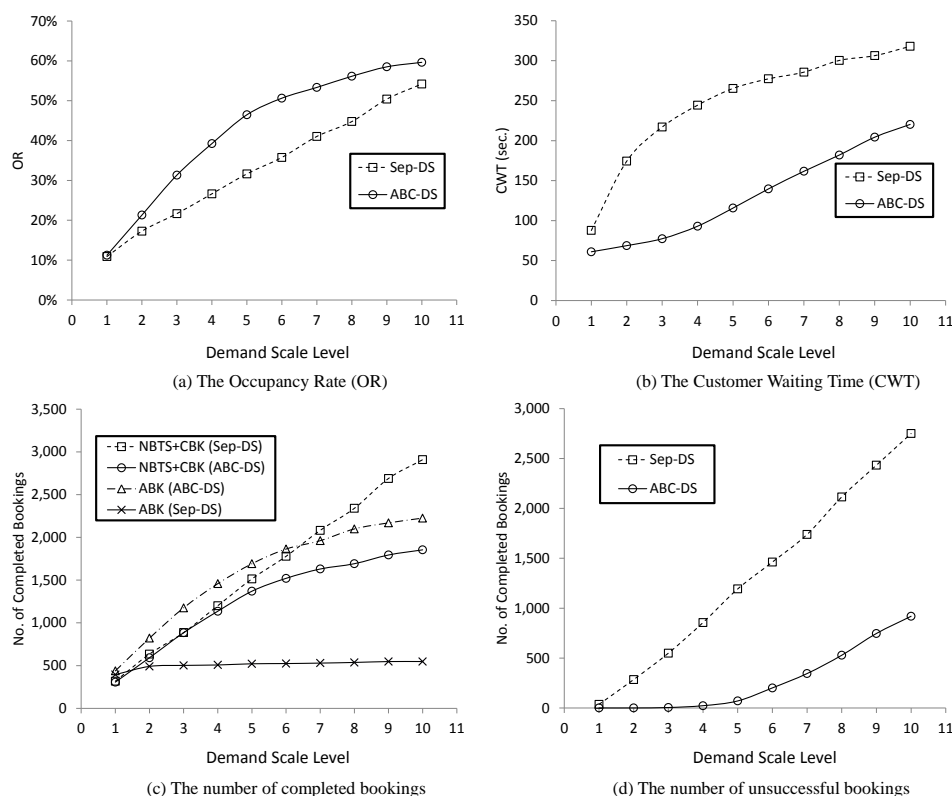 70%
60%
50%
40%
30%
20%
10%
0%
OR
0 1 2 3 4 5 6 7 8 9 10 11
Demand Scale Level
Sep-DS
ABC-DS
(a) The Occupancy Rate (OR)
350
300
250
200
150
100
50
0
CWT (sec.)
0 1 2 3 4 5 6 7 8 9 10 11
Demand Scale Level
Sep-DS
ABC-DS
(b) The Customer Waiting Time (CWT)
3,500
3,000
2,500
2,000
1,500
1,000
500
0
No. of Completed Bookings
NBTS+CBK (Sep-DS)
NBTS+CBK (ABC-DS)
ABK (ABC-DS)
ABK (Sep-DS)
0 1 2 3 4 5 6 7 8 9 10 11
Demand Scale Level
(c) The number of completed bookings
3,000
2,500
2,000
1,500
1,000
500
0
No. of Completed Bookings
Sep-DS
ABC-DS
0 1 2 3 4 5 6 7 8 9 10 11
Demand Scale Level
(d) The number of unsuccessful bookings